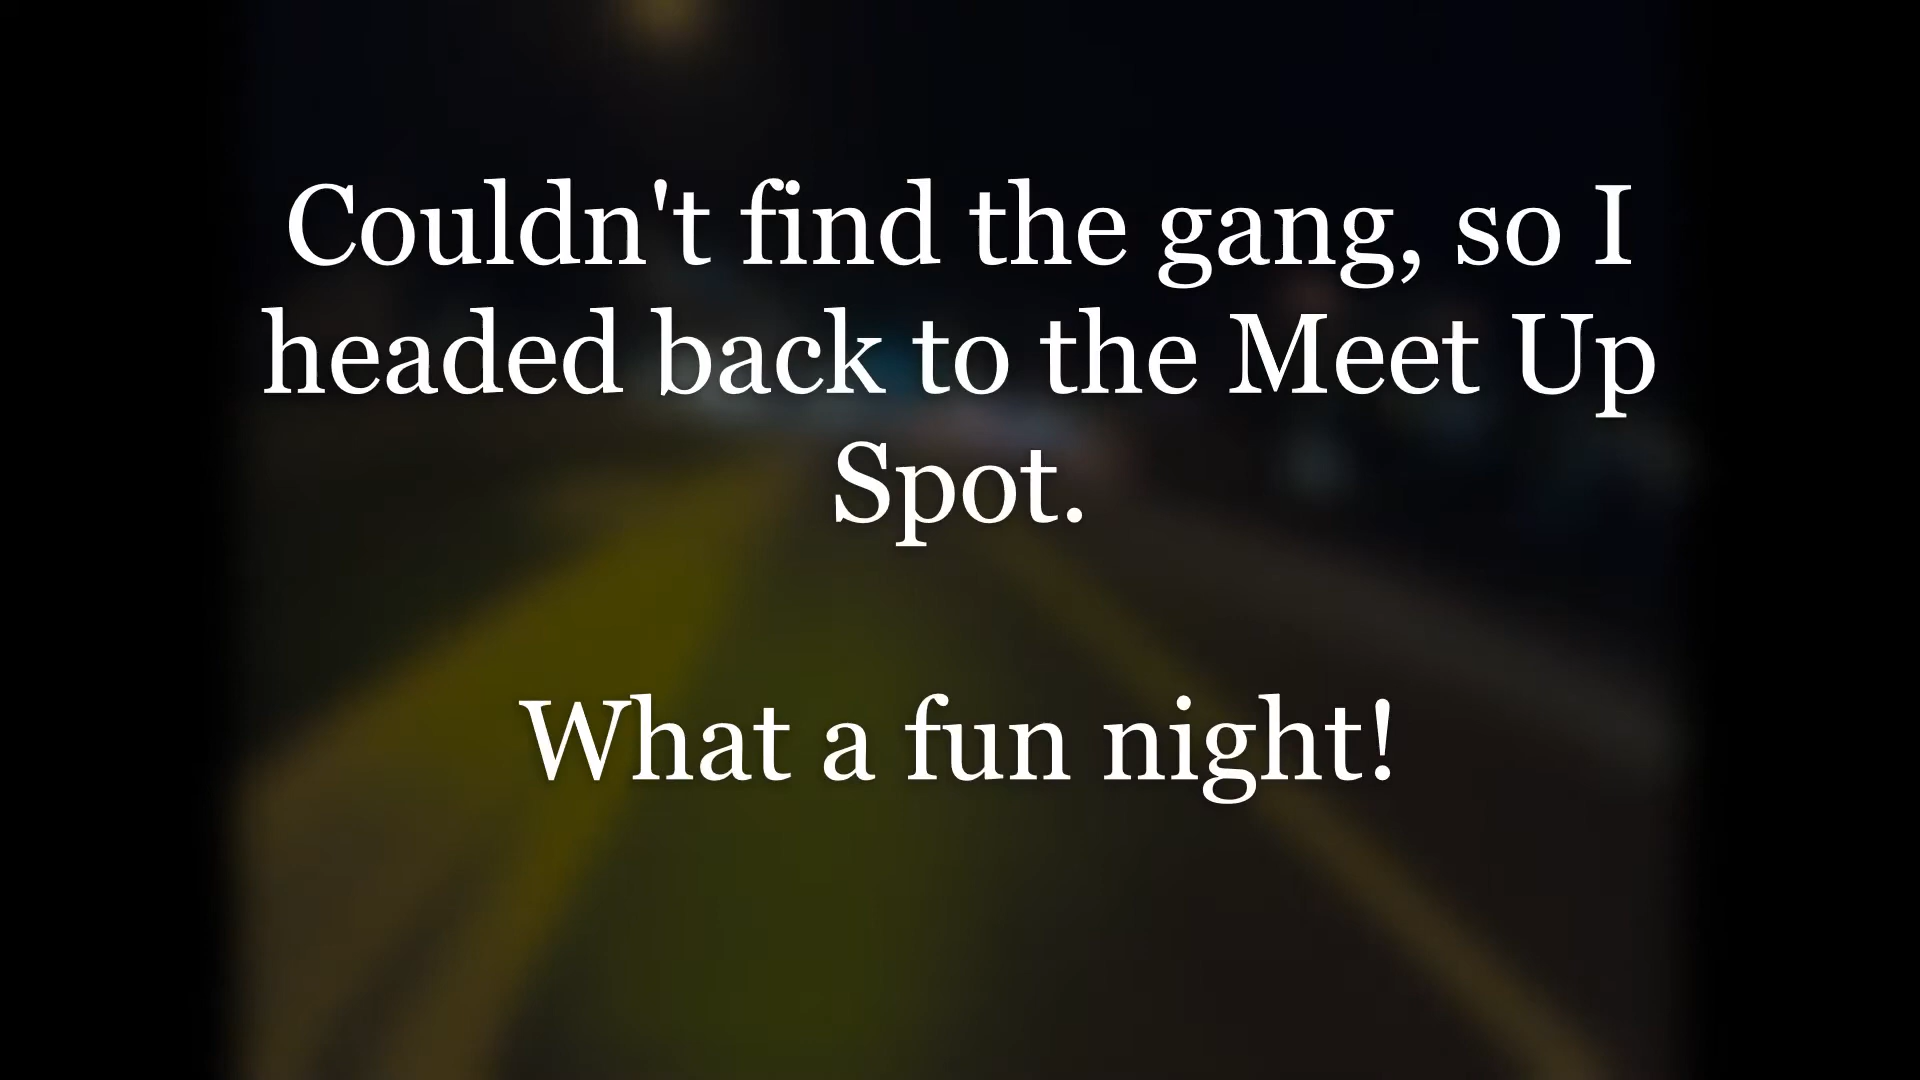 Couldn't find the gang, so I
headed back to the Meet Up
Spot.
What a fun night!